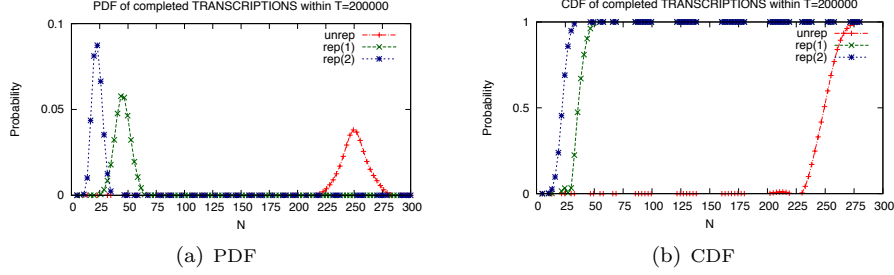 PDF of completed TRANSCRIPTIONS within T=200000
Probability
0.1
0.05
0
unrep
rep(1)
rep(2)
0 25 50 75 100 125 150 175 200 225 250 275 300
N
(a) PDF
CDF of completed TRANSCRIPTIONS within T=200000
Probability
1
0.5
0
unrep
rep(1)
rep(2)
0 25 50 75 100 125 150 175 200 225 250 275 300
N
(b) CDF